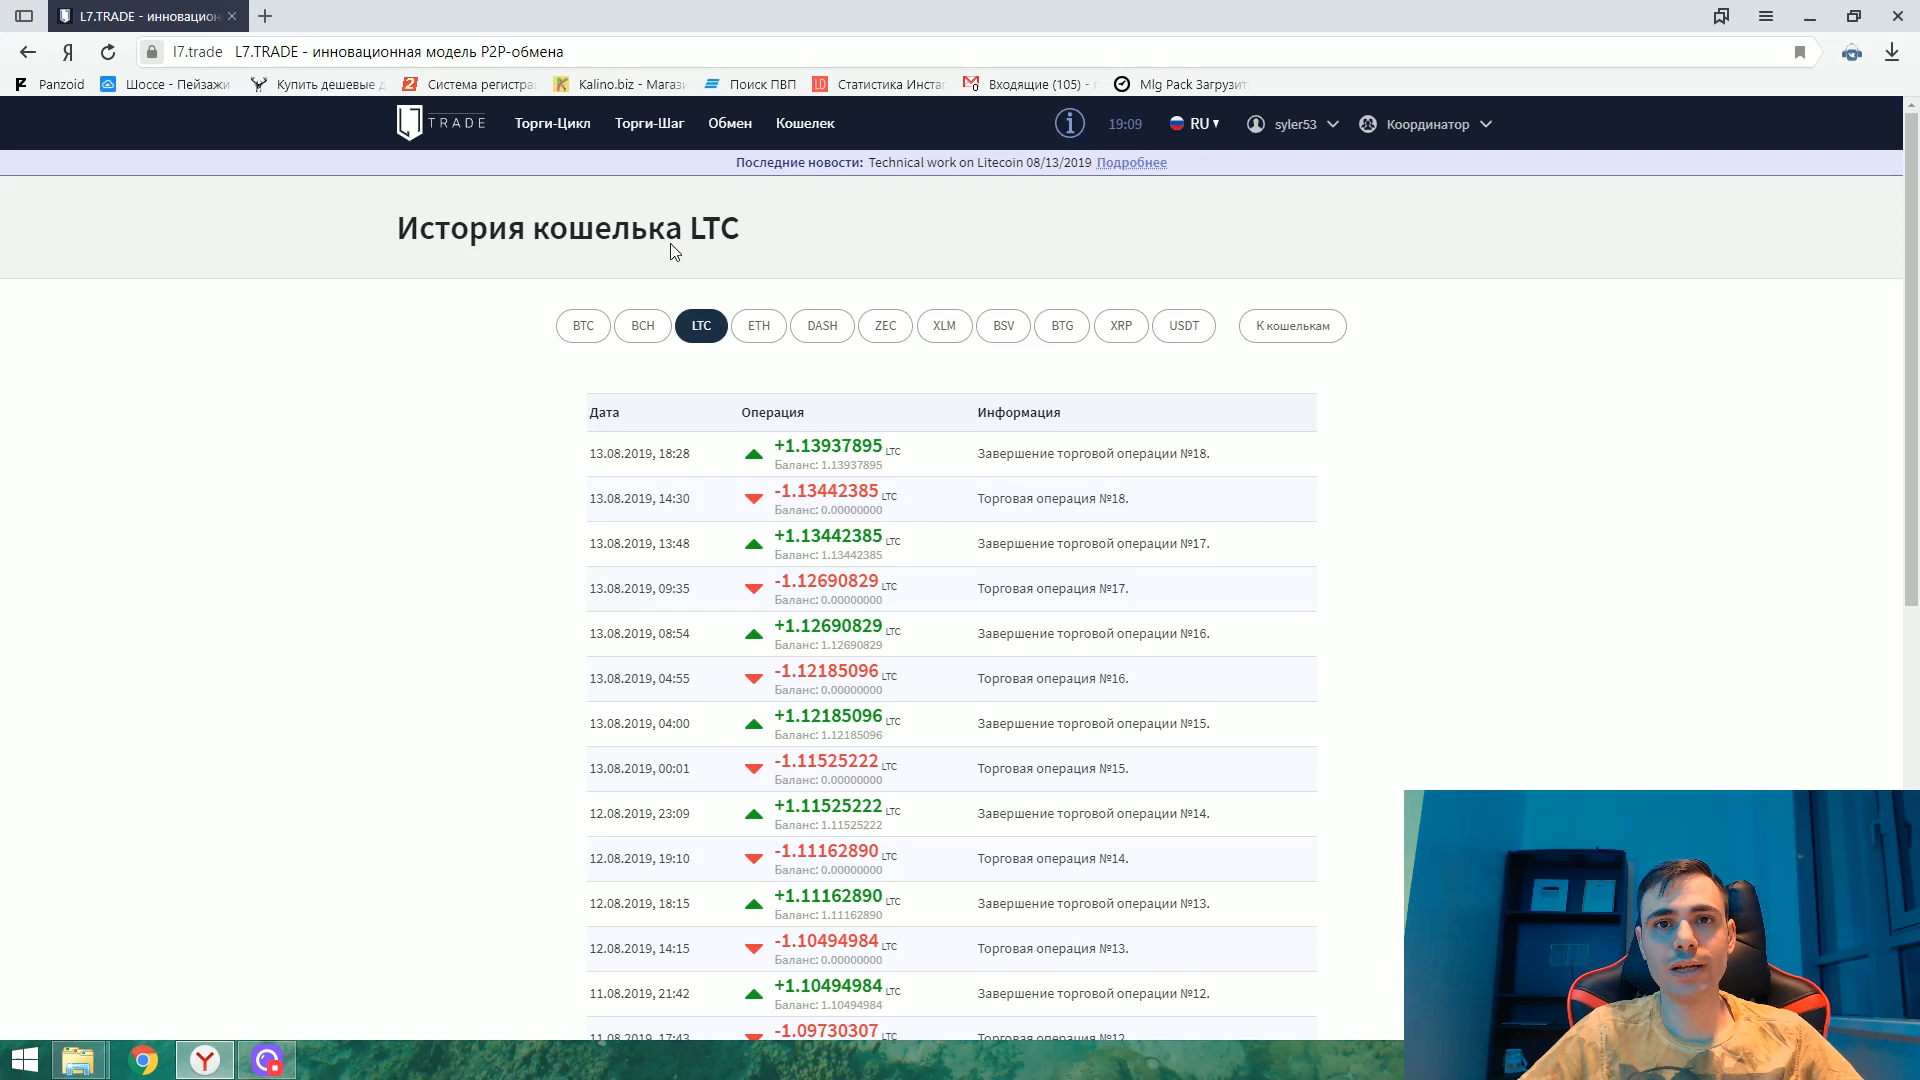 L7.TRADE - инновацион
l7.trade L7.TRADE - инновационная модель P2P-обмена
Panzoid Шоссе - Пейзажи Купить дешевые Система регистра Kalino.biz - Магаз Поиск ПВП Статистика Инста Входящие (105) - Mlg Pack Загрузит
TRADE Торги-Цикл Торги-Шаг Обмен Кошелек 19:09 RU syler53 Координатор
Последние новости: Technical work on Litecoin 08/13/2019 Подробнее
История кошелька LTC
BTC BCH LTC ETH DASH ZEC XLM BSV BTG XRP USDT К кошелькам
Дата Операция Информация
13.08.2019, 18:28 +1.13937895 LTC Завершение торговой операции №18.
Баланс: 1.13937895
13.08.2019, 14:30 -1.13442385 LTC Торговая операция №18.
Баланс: 0.00000000
13.08.2019, 13:48 +1.13442385 LTC Завершение торговой операции №17.
Баланс: 1.13442385
13.08.2019, 09:35 -1.12690829 LTC Торговая операция №17.
Баланс: 0.00000000
13.08.2019, 08:54 +1.12690829 LTC Завершение торговой операции №16.
Баланс: 1.12690829
13.08.2019, 04:55 -1.12185096 LTC Торговая операция №16.
Баланс: 0.00000000
13.08.2019, 04:00 +1.12185096 LTC Завершение торговой операции №15.
Баланс: 1.12185096
13.08.2019, 00:01 -1.11525222 LTC Торговая операция №15.
Баланс: 0.00000000
12.08.2019, 23:09 +1.11525222 LTC Завершение торговой операции №14.
Баланс: 1.11525222
12.08.2019, 19:10 -1.11162890 LTC Торговая операция №14.
Баланс: 0.00000000
12.08.2019, 18:15 +1.11162890 LTC Завершение торговой операции №13.
Баланс: 1.11162890
12.08.2019, 14:15 -1.10494984 LTC Торговая операция №13.
Баланс: 0.00000000
11.08.2019, 21:42 +1.10494984 LTC Завершение торговой операции №12.
Баланс: 1.10494984
11.08.2019, 17:43 -1.09730307 LTC Торговая операция №12